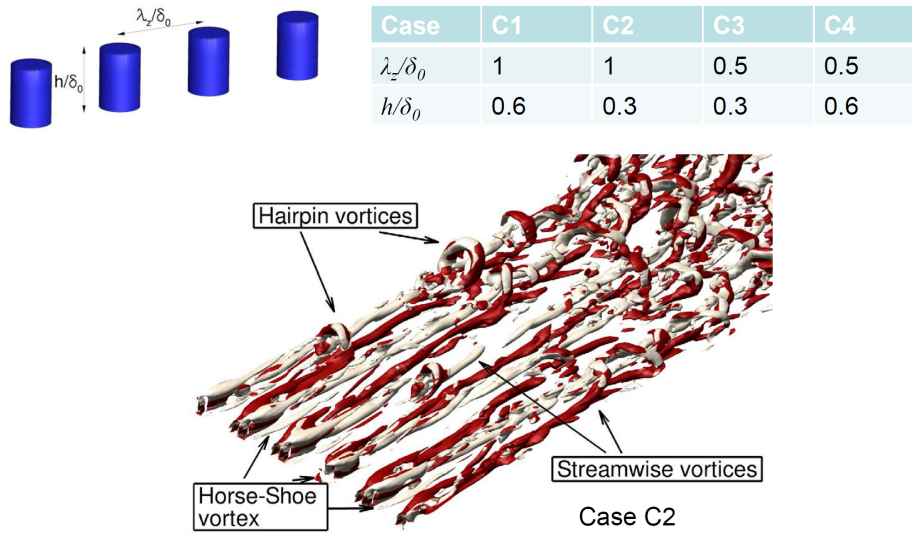 λz/δ0
h/δ0
Case C1 C2 C3 C4
λz/δ0 1 1 0.5 0.5
h/δ0 0.6 0.3 0.3 0.6
Hairpin vortices
Horse-Shoe
vortex
Streamwise vortices
Case C2